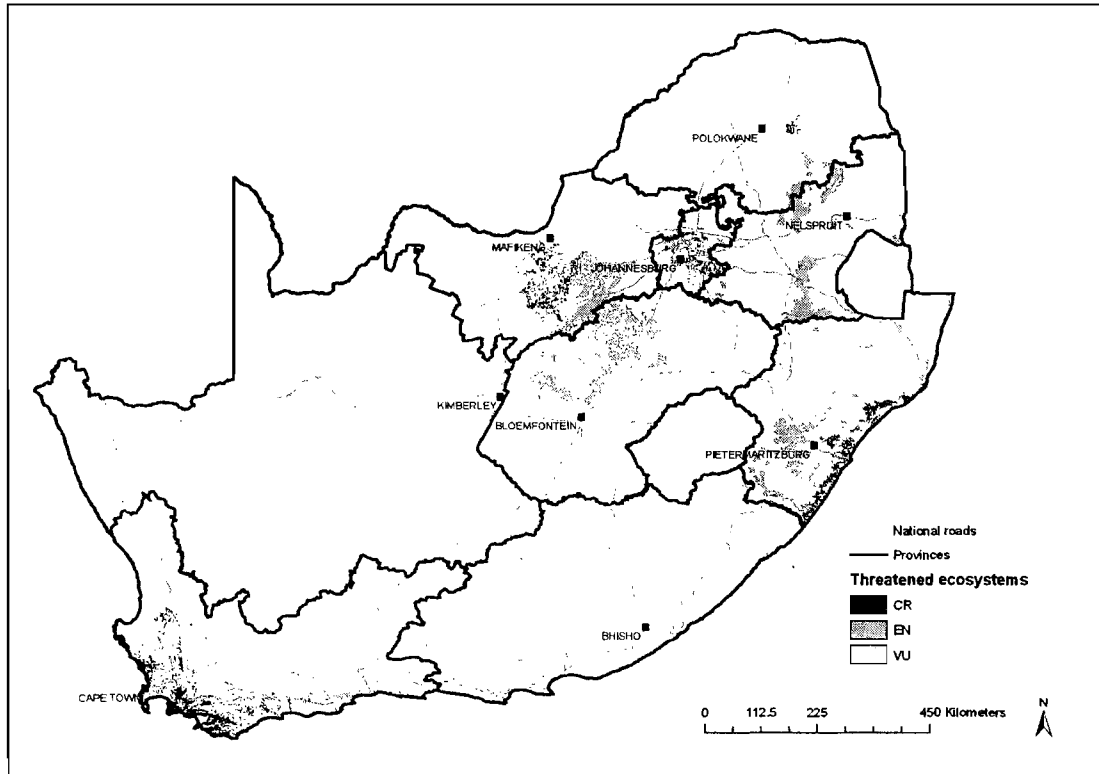 POLOKWANE
NELSPRUIT
MAFIKENG
JOHANNESBURG
KIMBERLEY
BLOEMFONTEIN
PIETERMARITZBURG
National roads
Provinces
Threatened ecosystems
CR
EN
VU
BHISHO
CAPE TOWN
0 112.5 225 450 Kilometers
N